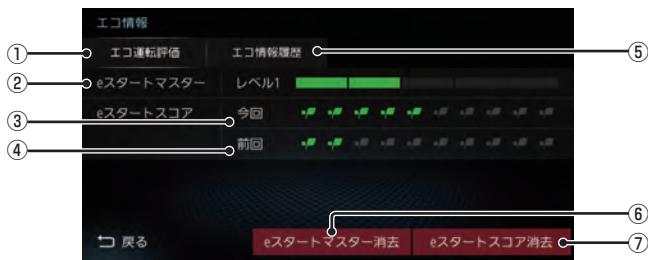 エコ情報
① エコ運転評価 エコ情報履歴 ⑤
② eスタートマスター レベル1
eスタートスコア 今回
③
前回
④
⑥
戻る eスタートマスター消去 eスタートスコア消去 ⑦